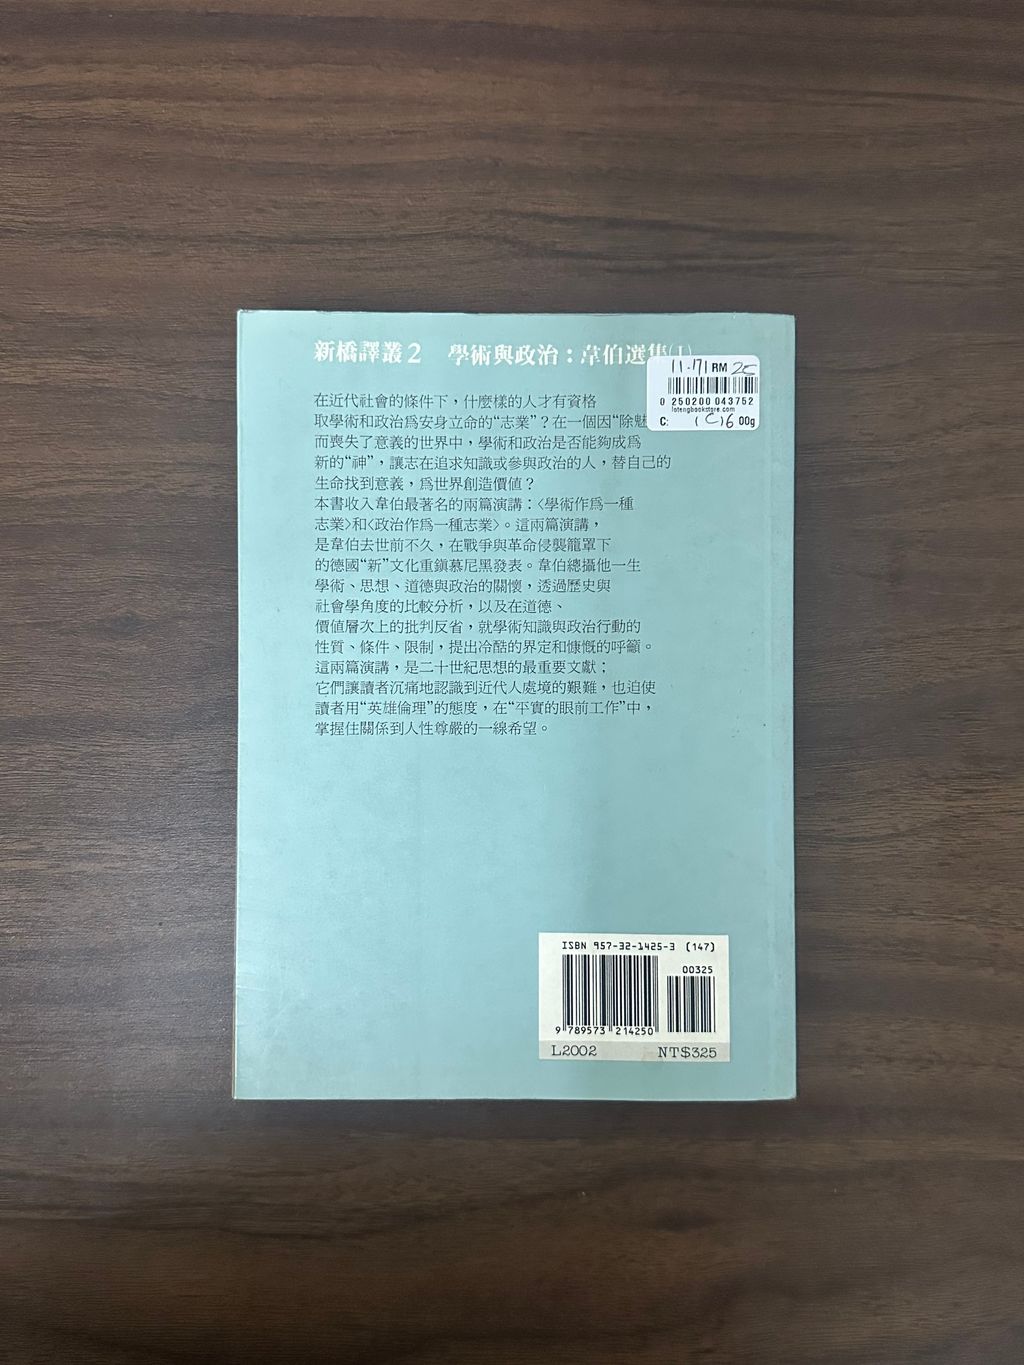 新橋譯叢2 學術與政治：韋伯選集(I)
11·71 RM
0 250200 043752
lotengbookstore.com
C: 00g
在近代社會的條件下，什麼樣的人才有資格
取學術和政治爲安身立命的“志業”？在一個因“除魅
而喪失了意義的世界中，學術和政治是否能夠成爲
新的“神”，讓志在追求知識或參與政治的人，替自己的
生命找到意義，爲世界創造價值？
本書收入韋伯最著名的兩篇演講：〈學術作爲一種
志業〉和〈政治作爲一種志業〉。這兩篇演講，
是韋伯去世前不久，在戰爭與革命侵襲籠罩下
的德國“新”文化重鎭慕尼黑發表。韋伯總攝他一生
學術、思想、道德與政治的關懷，透過歷史與
社會學角度的比較分析，以及在道德、
價値層次上的批判反省，就學術知識與政治行動的
性質、條件、限制，提出冷酷的界定和慷慨的呼籲。
這兩篇演講，是二十世紀思想的最重要文獻；
它們讓讀者沉痛地認識到近代人處境的艱難，也迫使
讀者用“英雄倫理”的態度，在“平實的眼前工作”中，
掌握住關係到人性尊嚴的一線希望。
ISBN 957-32-1425-3 (147)
00325
9 789573 214250
L2002 NT$325